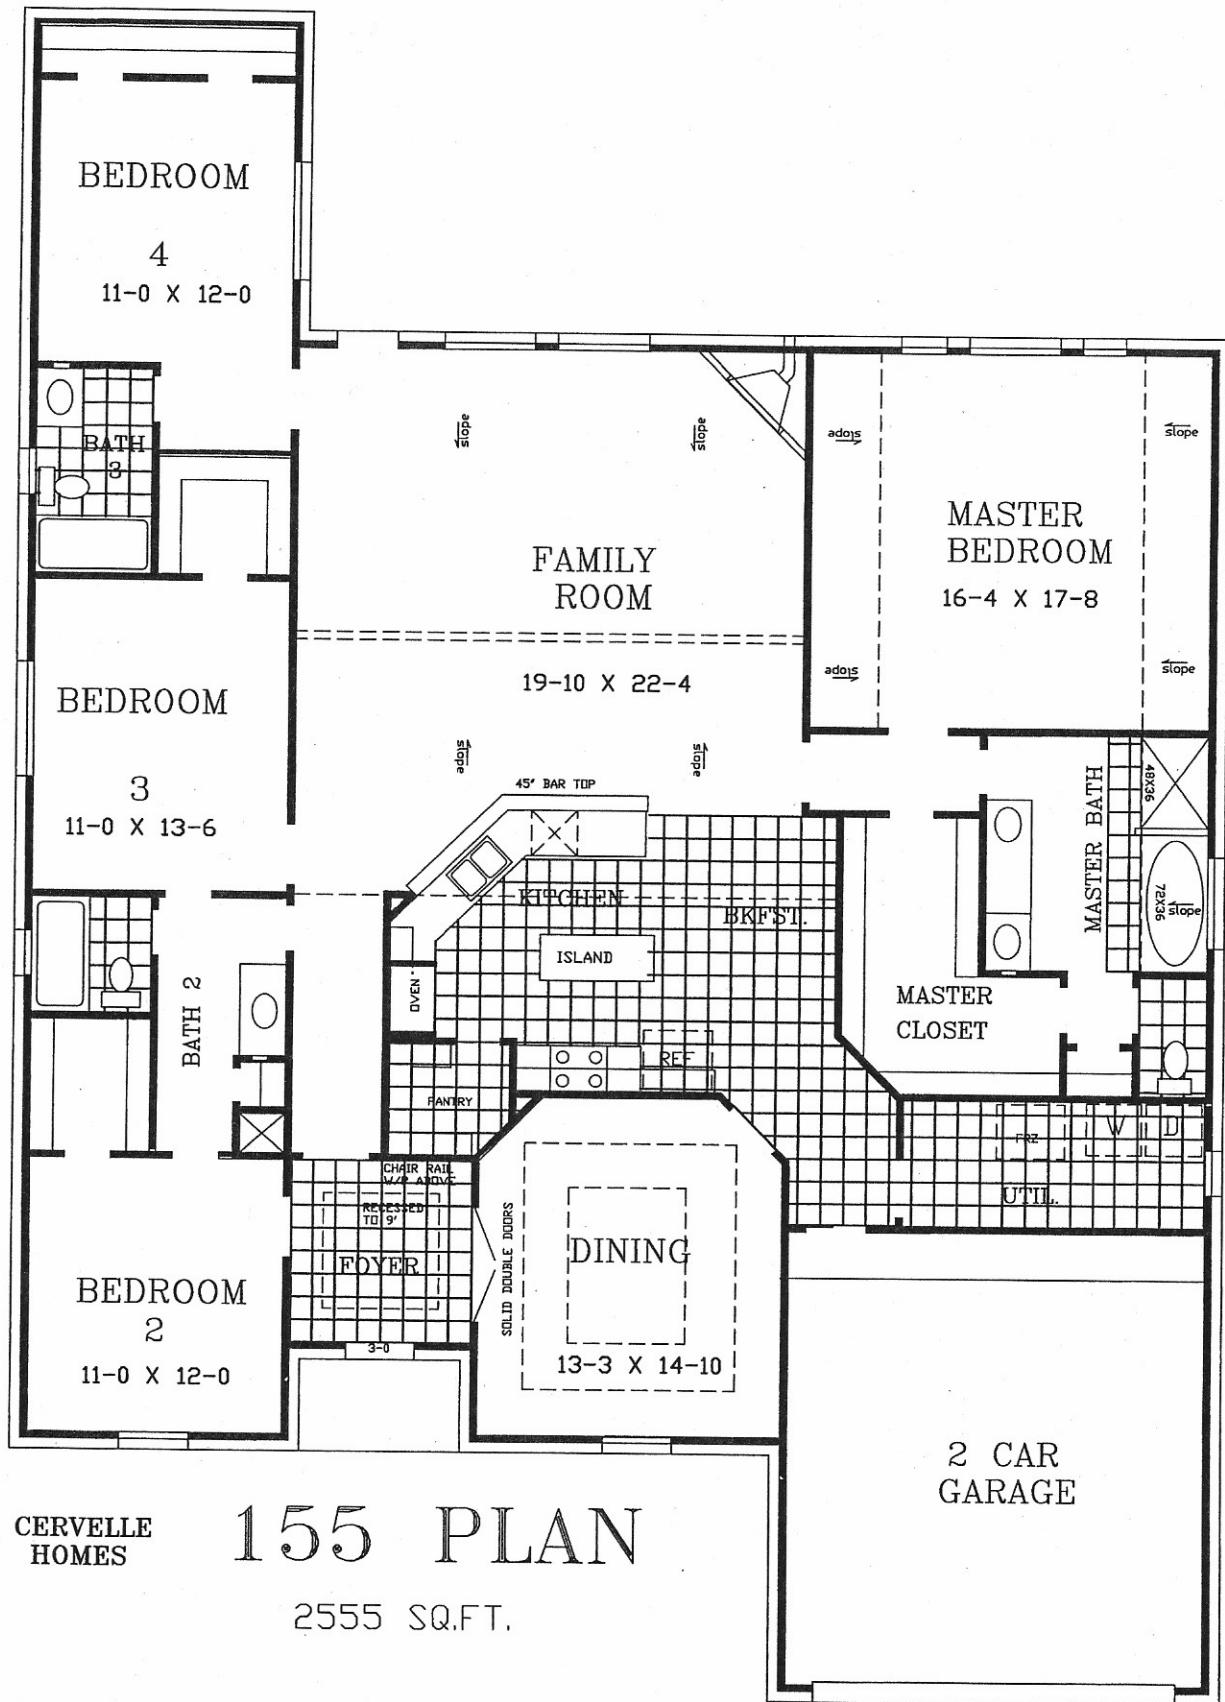 BEDROOM
4
11-0 X 12-0
BATH
3
slope
slope
slope
slope
FAMILY
ROOM
19-10 X 22-4
MASTER
BEDROOM
16-4 X 17-8
slope
slope
slope
slope
BEDROOM
3
11-0 X 13-6
45" BAR TOP
KITCHEN
BKFST.
ISLAND
OVEN
REF
PANTRY
MASTER BATH
48X36
72X36
slope
MASTER
CLOSET
BATH 2
FRZ
W
D
UTIL.
CHAIR RAIL
W/P ABOVE
RECESSED
TO 9'
FOYER
3-0
SOLID DOUBLE DOORS
DINING
13-3 X 14-10
BEDROOM
2
11-0 X 12-0
2 CAR
GARAGE
CERVELLE
HOMES
155 PLAN
2555 SQ.FT.